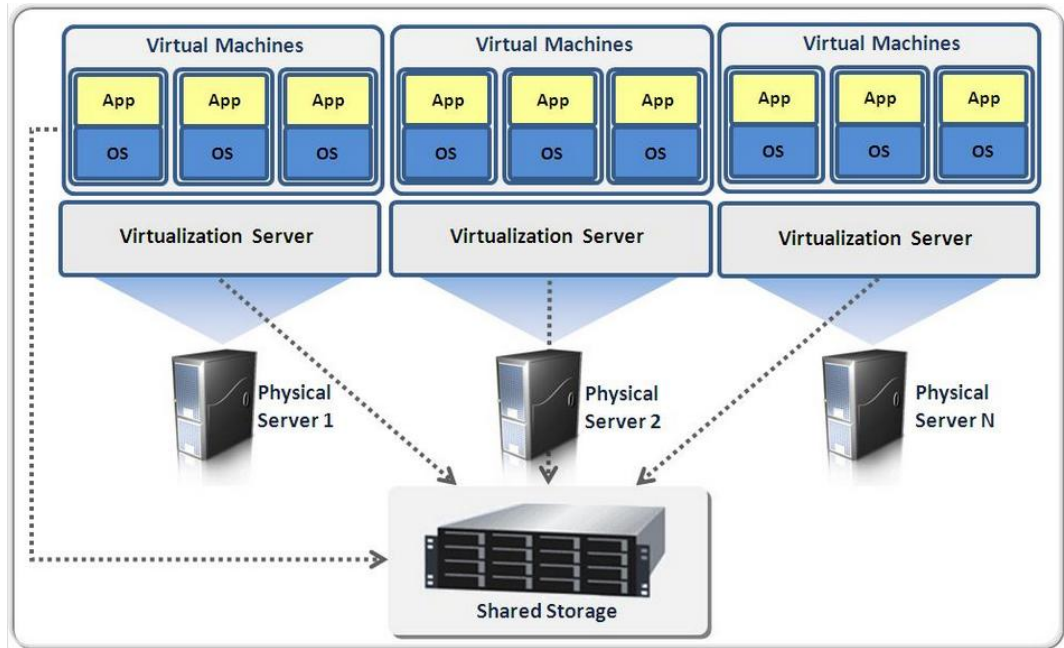 Virtual Machines
App App App
OS OS OS
Virtualization Server
Physical
Server 1
Virtual Machines
App App App
OS OS OS
Virtualization Server
Physical
Server 2
Virtual Machines
App App App
OS OS OS
Virtualization Server
Physical
Server N
Shared Storage